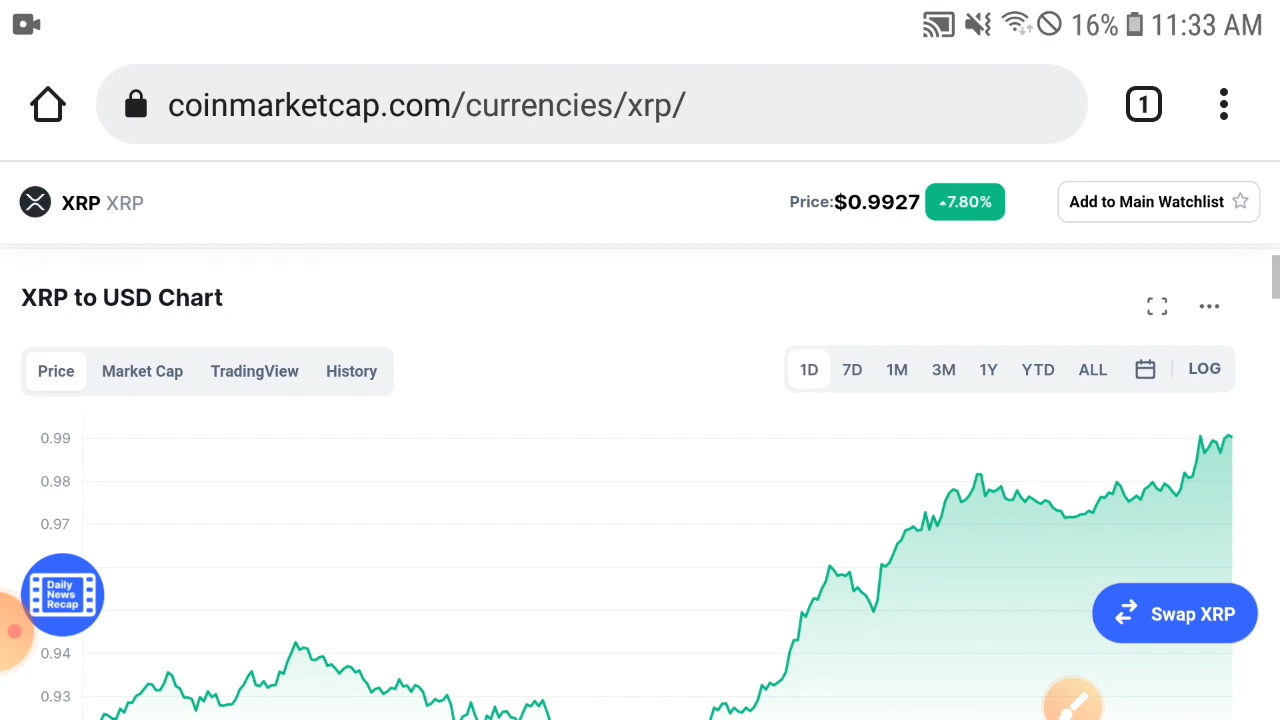 16% 11:33 AM
coinmarketcap.com/currencies/xrp/ 1
XRP XRP Price:$0.9927 7.80% Add to Main Watchlist
XRP to USD Chart
Price Market Cap TradingView History 1D 7D 1M 3M 1Y YTD ALL LOG
0.99
0.98
0.97
Daily
News
Recap
Swap XRP
0.94
0.93